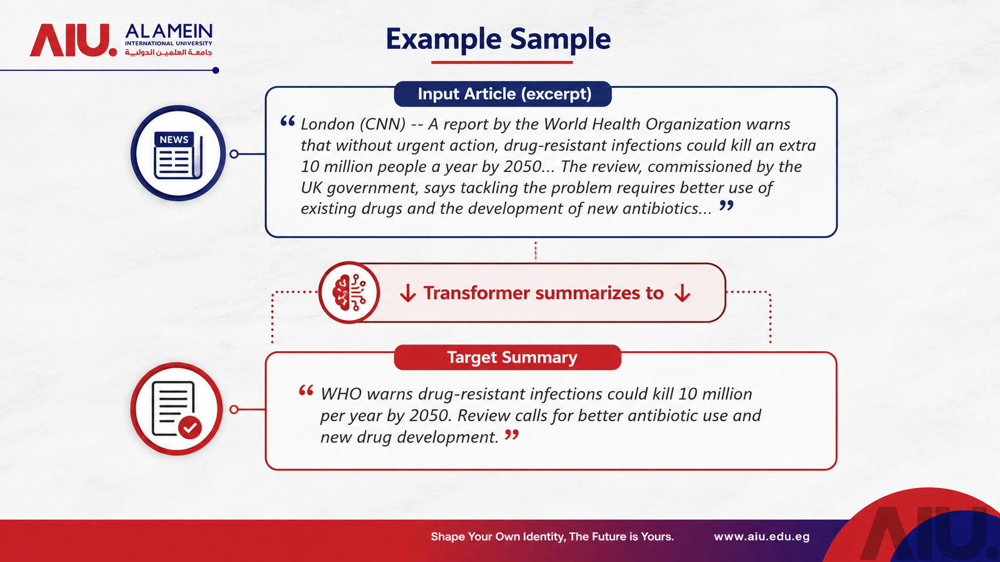 AIU. ALAMEIN
INTERNATIONAL UNIVERSITY
جامعة العلمين الدولية
Example Sample
Input Article (excerpt)
NEWS
“ London (CNN) -- A report by the World Health Organization warns
that without urgent action, drug-resistant infections could kill an extra
10 million people a year by 2050... The review, commissioned by the
UK government, says tackling the problem requires better use of
existing drugs and the development of new antibiotics... ”
↓ Transformer summarizes to ↓
Target Summary
“ WHO warns drug-resistant infections could kill 10 million
per year by 2050. Review calls for better antibiotic use and
new drug development. ”
Shape Your Own Identity, The Future is Yours. www.aiu.edu.eg
AIU.